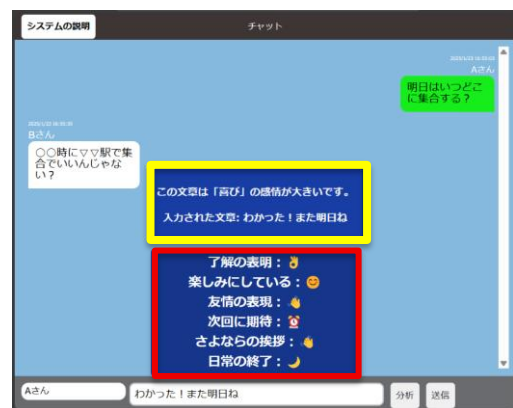 システムの説明
チャット
Aさん
明日はいつどこ
に集合する?
Bさん
○○時に▽▽駅で集
合でいいんじゃな
い?
この文章は「喜び」の感情が大きいです。
入力された文章: わかった!また明日ね
了解の表明:👌
楽しみにしている:😊
友情の表現:👋
次回に期待:⏰
さよならの挨拶:👋
日常の終了:🌙
Aさん
わかった!また明日ね
分析
送信